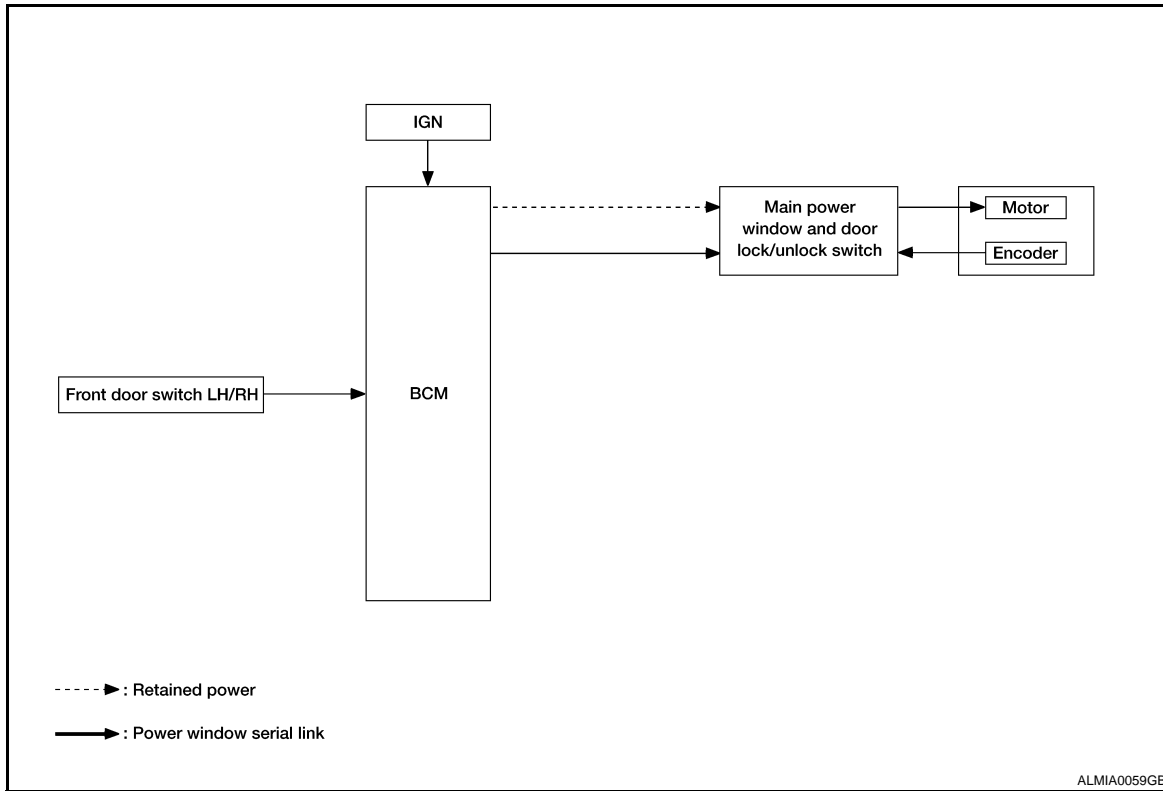 IGN
Main power
window and door
lock/unlock switch
Motor
Encoder
Front door switch LH/RH
BCM
: Retained power
: Power window serial link
ALMIA0059GB